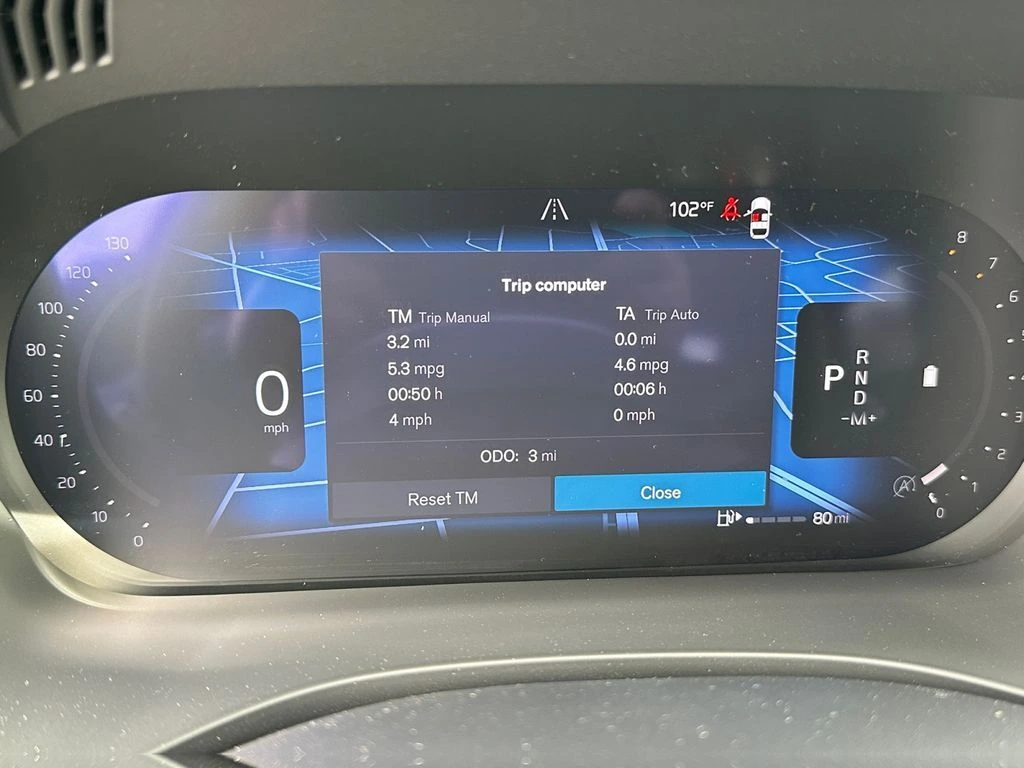 102°F
130
120
100
80
60
40
20
10
0
0
mph
Trip computer
TM Trip Manual
3.2 mi
5.3 mpg
00:50 h
4 mph
TA Trip Auto
0.0 mi
4.6 mpg
00:06 h
0 mph
ODO: 3 mi
Reset TM
Close
P
R
N
D
–M+
8
7
6
5
4
3
2
1
0
A
80 mi